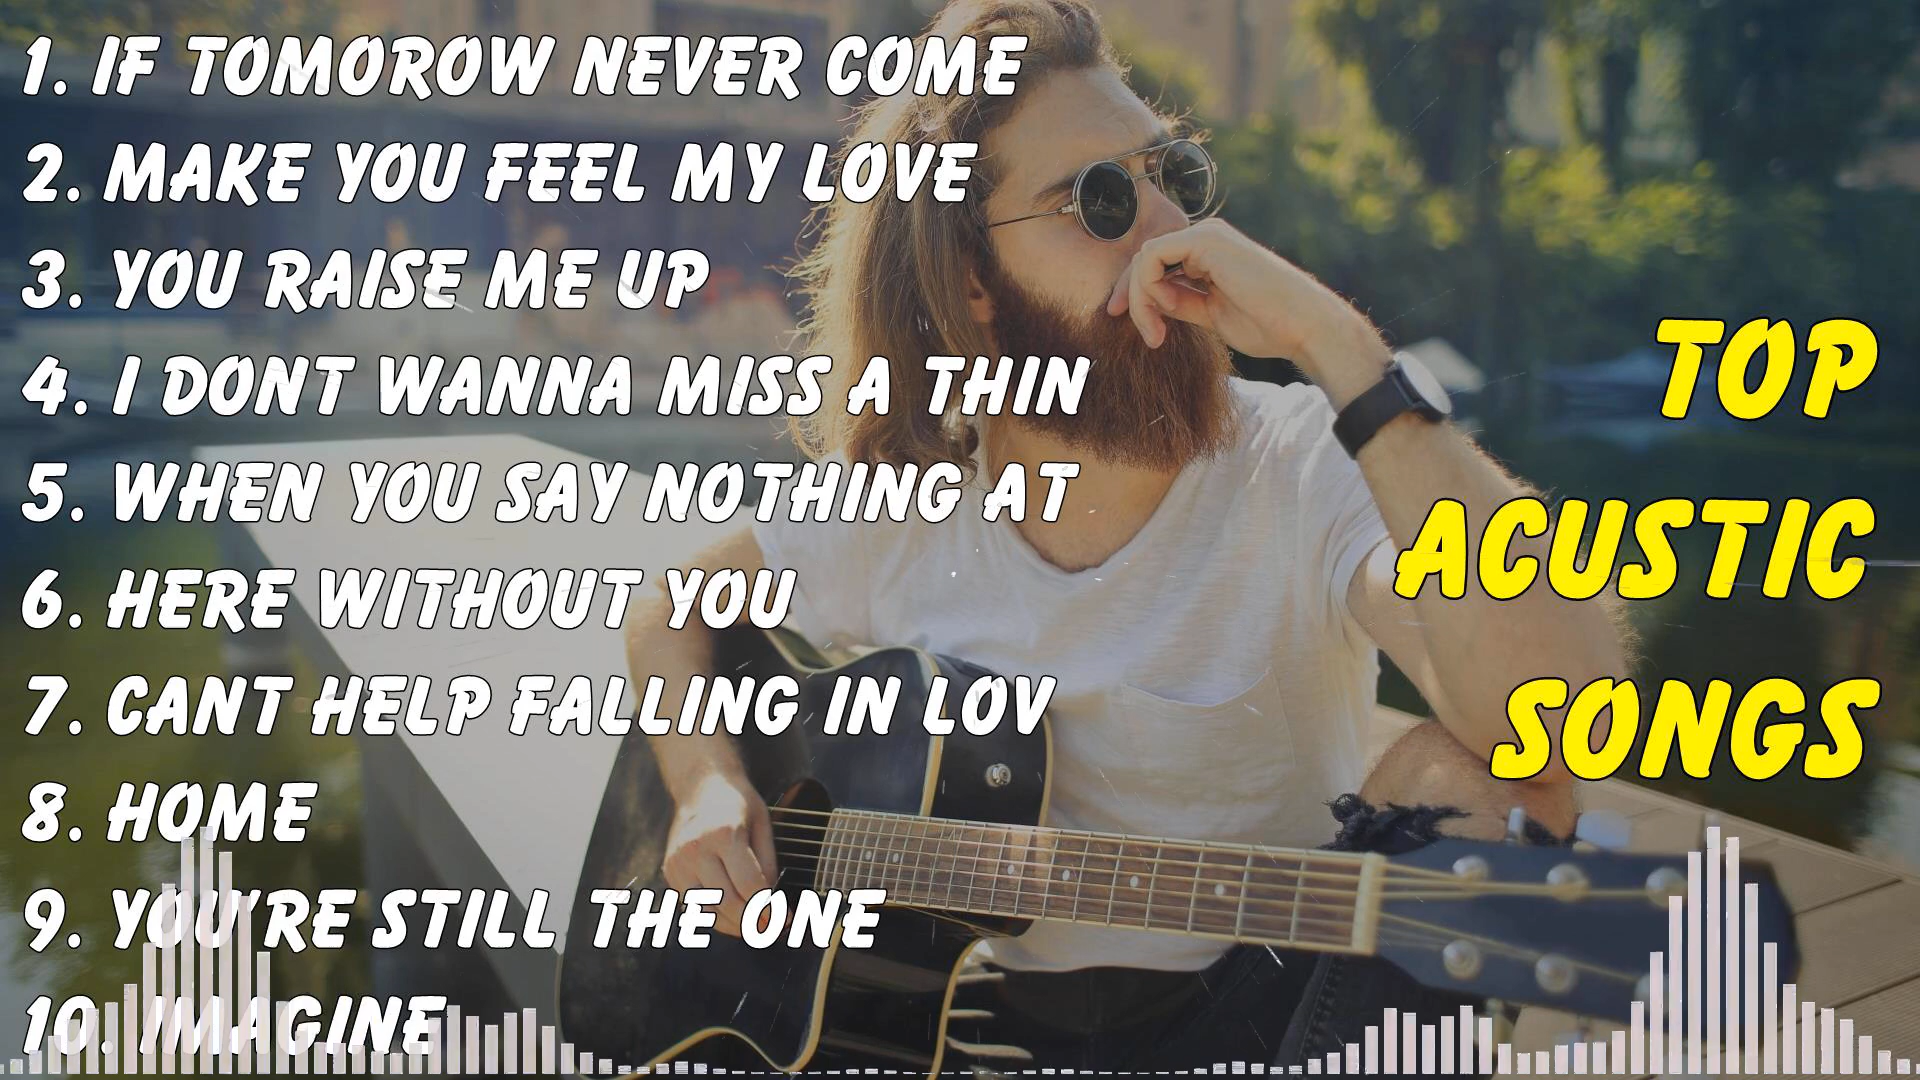 1. IF TOMOROW NEVER COME
2. MAKE YOU FEEL MY LOVE
3. YOU RAISE ME UP
4. I DONT WANNA MISS A THIN
5. WHEN YOU SAY NOTHING AT
6. HERE WITHOUT YOU
7. CANT HELP FALLING IN LOV
8. HOME
9. YOU'RE STILL THE ONE
10. IMAGINE
TOP
ACUSTIC
SONGS